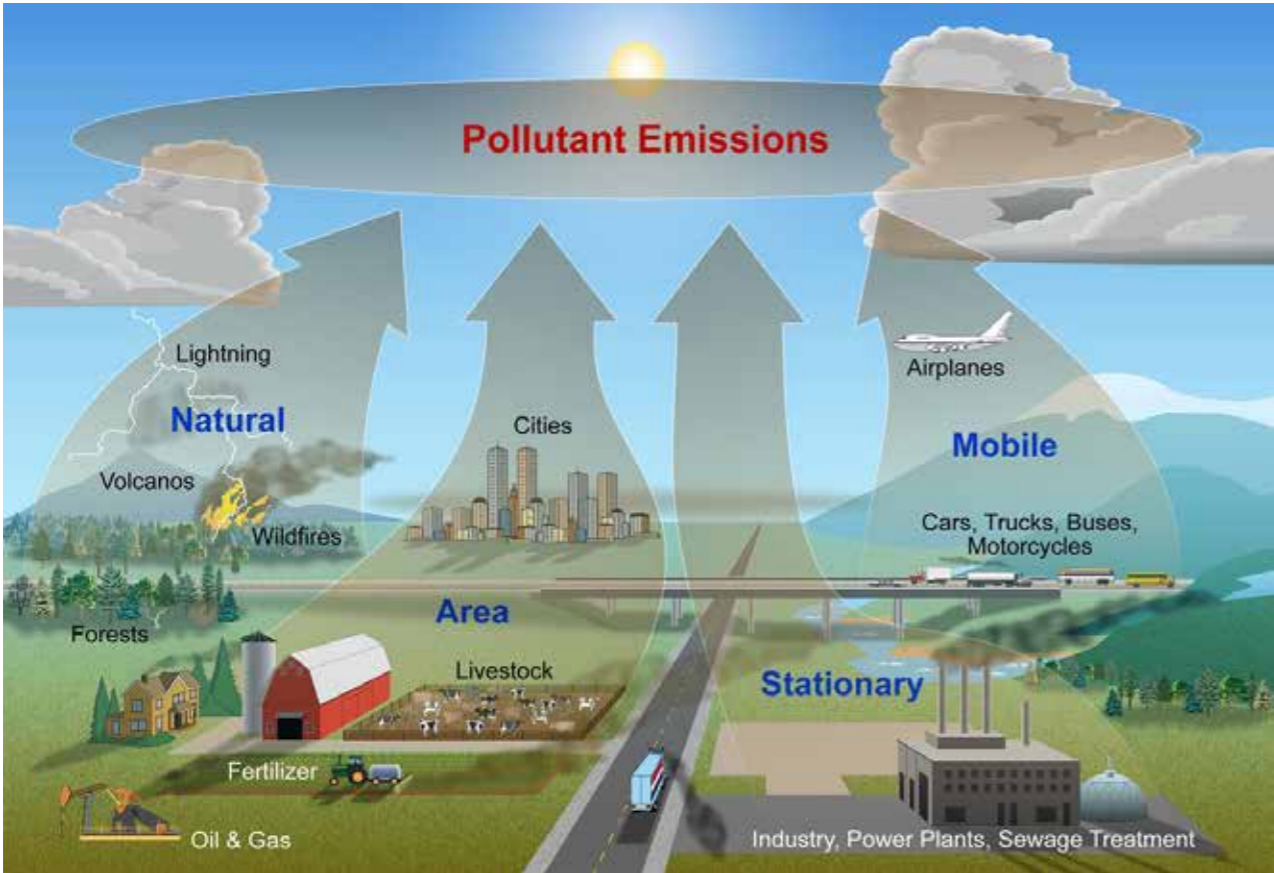 Pollutant Emissions
Lightning
Natural
Volcanos
Wildfires
Forests
Cities
Area
Livestock
Fertilizer
Oil & Gas
Airplanes
Mobile
Cars, Trucks, Buses,
Motorcycles
Stationary
Industry, Power Plants, Sewage Treatment